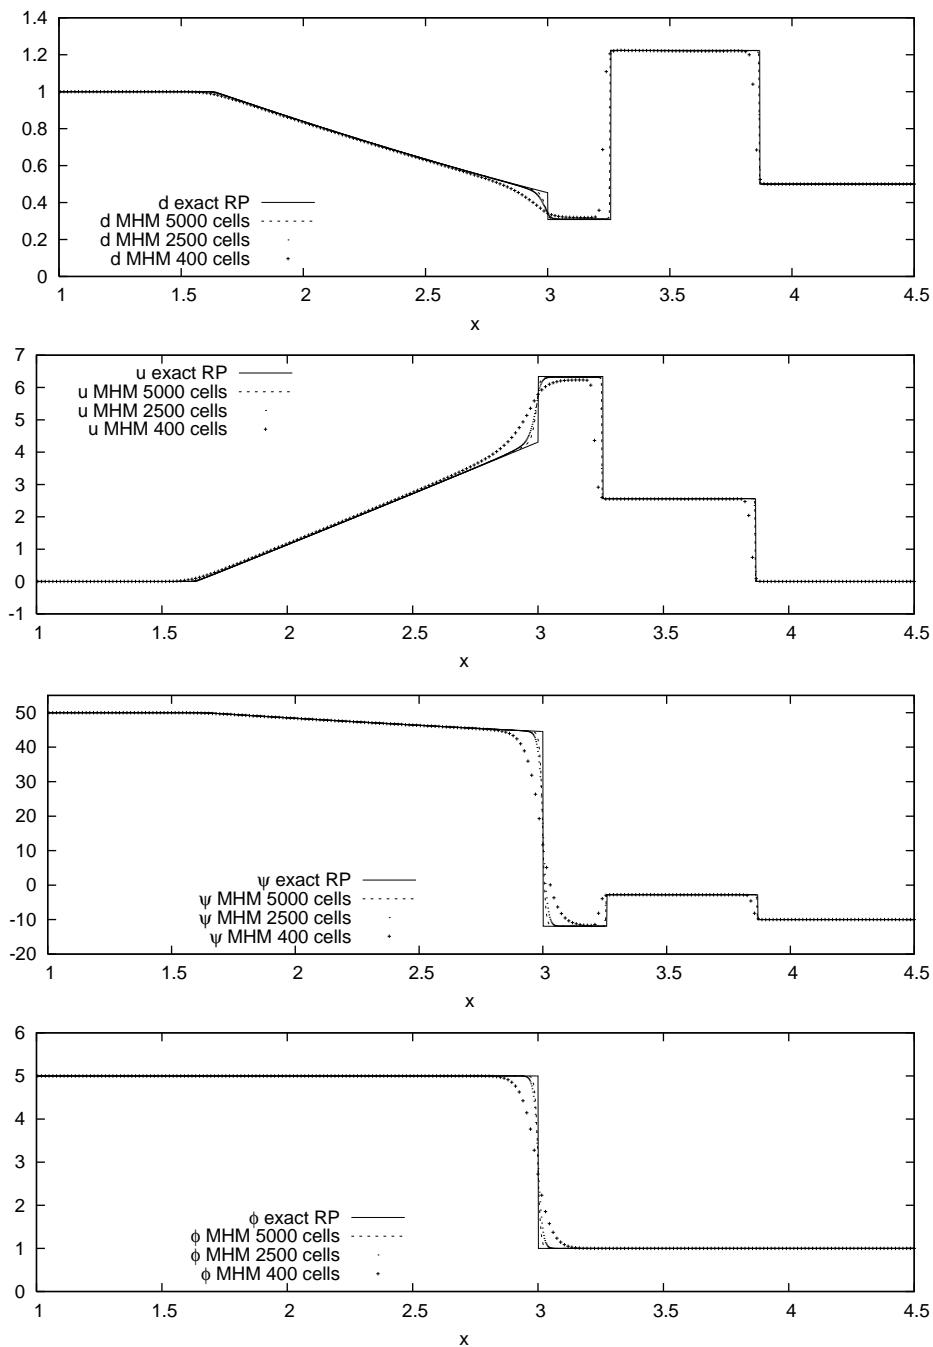 1.4
1.2
1
0.8
0.6
0.4
0.2
0
d exact RP
d MHM 5000 cells
d MHM 2500 cells
d MHM 400 cells
1 1.5 2 2.5 3 3.5 4 4.5
x
7
6
5
4
3
2
1
0
-1
u exact RP
u MHM 5000 cells
u MHM 2500 cells
u MHM 400 cells
1 1.5 2 2.5 3 3.5 4 4.5
x
50
40
30
20
10
0
-10
-20
ψ exact RP
ψ MHM 5000 cells
ψ MHM 2500 cells
ψ MHM 400 cells
1 1.5 2 2.5 3 3.5 4 4.5
x
6
5
4
3
2
1
0
ϕ exact RP
ϕ MHM 5000 cells
ϕ MHM 2500 cells
ϕ MHM 400 cells
1 1.5 2 2.5 3 3.5 4 4.5
x